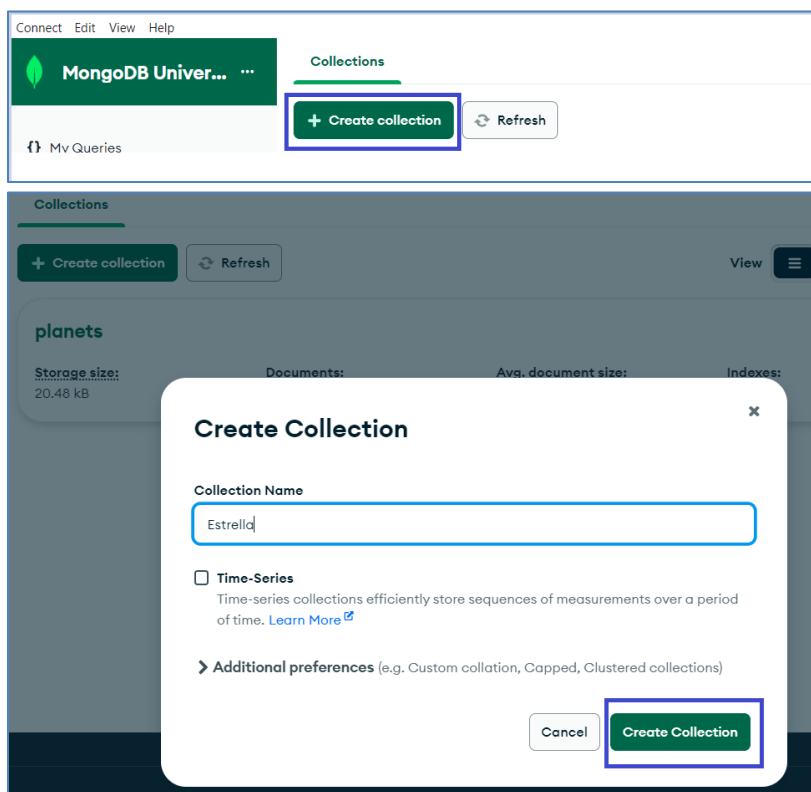 Connect Edit View Help
MongoDB Univer... ...
Collections
+ Create collection
Refresh
{} My Queries
Collections
+ Create collection
Refresh
View
planets
Storage size:
Documents:
Avg. document size:
Indexes:
20.48 kB
Create Collection
Collection Name
Estrella
Time-Series
Time-series collections efficiently store sequences of measurements over a period
of time. Learn More
Additional preferences (e.g. Custom collation, Capped, Clustered collections)
Cancel
Create Collection